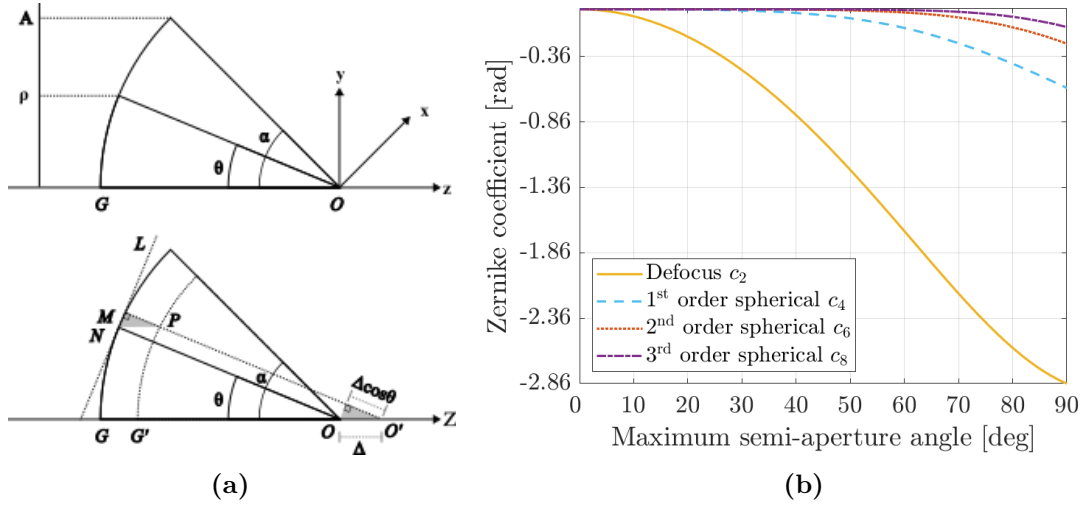 A
ρ
y
x
α
θ
z
G
O
L
M
P
N
α
Δcosθ
θ
Z
G
G'
O
O'
Δ
(a)
Zernike coefficient [rad]
-0.36
-0.86
-1.36
-1.86
-2.36
-2.86
Defocus c2
1st order spherical c4
2nd order spherical c6
3rd order spherical c8
0 10 20 30 40 50 60 70 80 90
Maximum semi-aperture angle [deg]
(b)